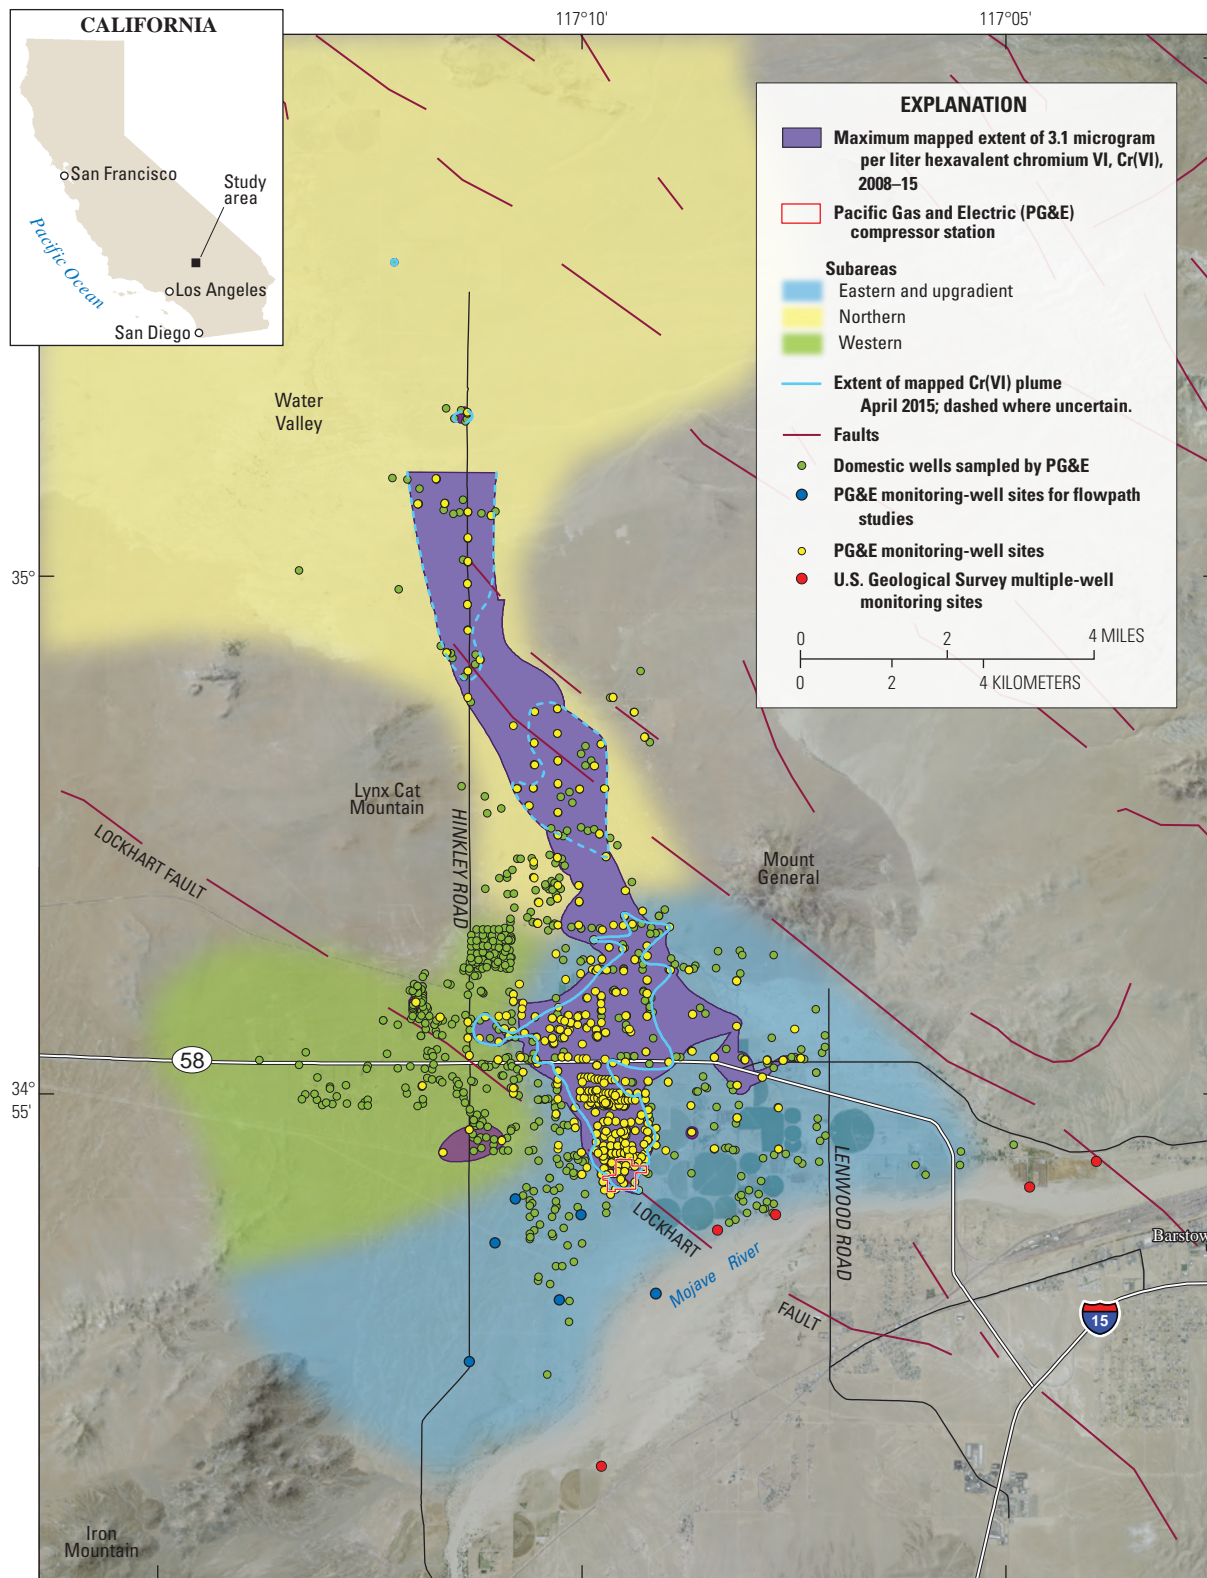 117°10'
117°05'
CALIFORNIA
San Francisco
Study
area
Pacific Ocean
Los Angeles
San Diego
EXPLANATION
Maximum mapped extent of 3.1 microgram
per liter hexavalent chromium VI, Cr(VI),
2008–15
Pacific Gas and Electric (PG&E)
compressor station
Subareas
Eastern and upgradient
Northern
Western
Extent of mapped Cr(VI) plume
April 2015; dashed where uncertain.
Faults
Domestic wells sampled by PG&E
PG&E monitoring-well sites for flowpath
studies
PG&E monitoring-well sites
U.S. Geological Survey multiple-well
monitoring sites
0 2 4 MILES
0 2 4 KILOMETERS
Water
Valley
35°
Lynx Cat
Mountain
HINKLEY ROAD
LOCKHART FAULT
Mount
General
58
34°
55'
LENWOOD ROAD
LOCKHART
Mojave River
FAULT
Barstow
15
Iron
Mountain